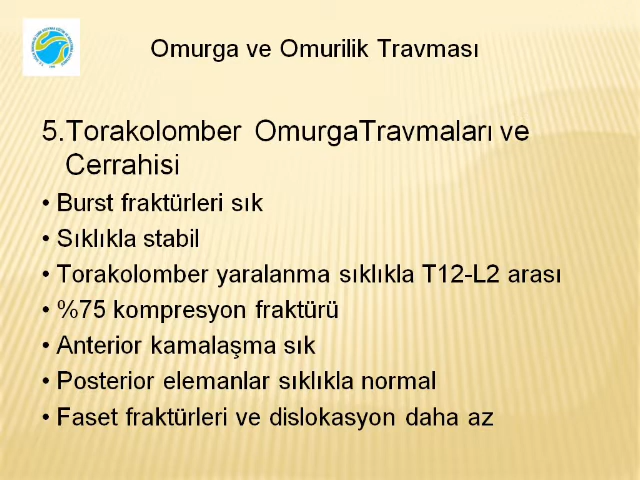 Omurga ve Omurilik Travması
5.Torakolomber OmurgaTravmaları ve
Cerrahisi
• Burst fraktürleri sık
• Sıklıkla stabil
• Torakolomber yaralanma sıklıkla T12-L2 arası
• %75 kompresyon fraktürü
• Anterior kamalaşma sık
• Posterior elemanlar sıklıkla normal
• Faset fraktürleri ve dislokasyon daha az